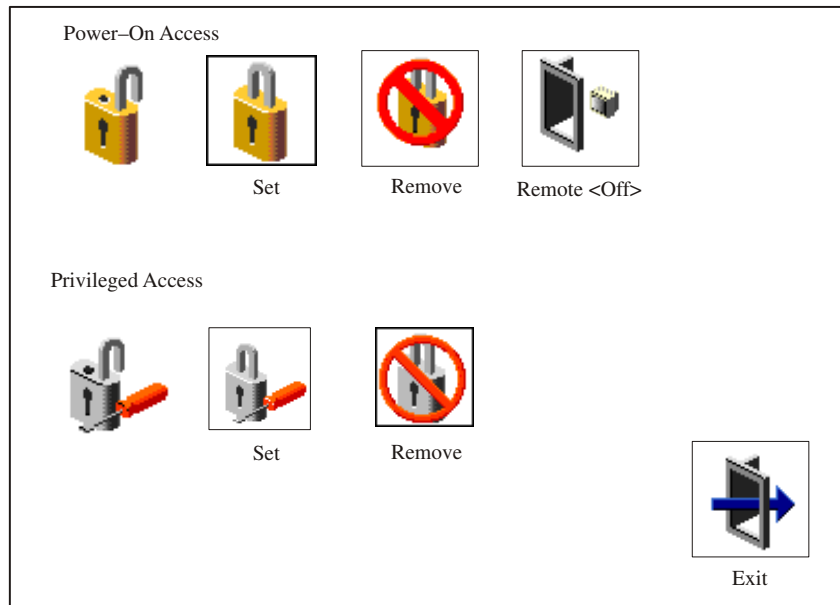 Power–On Access
Set
Remove
Remote <Off>
Privileged Access
Set
Remove
Exit